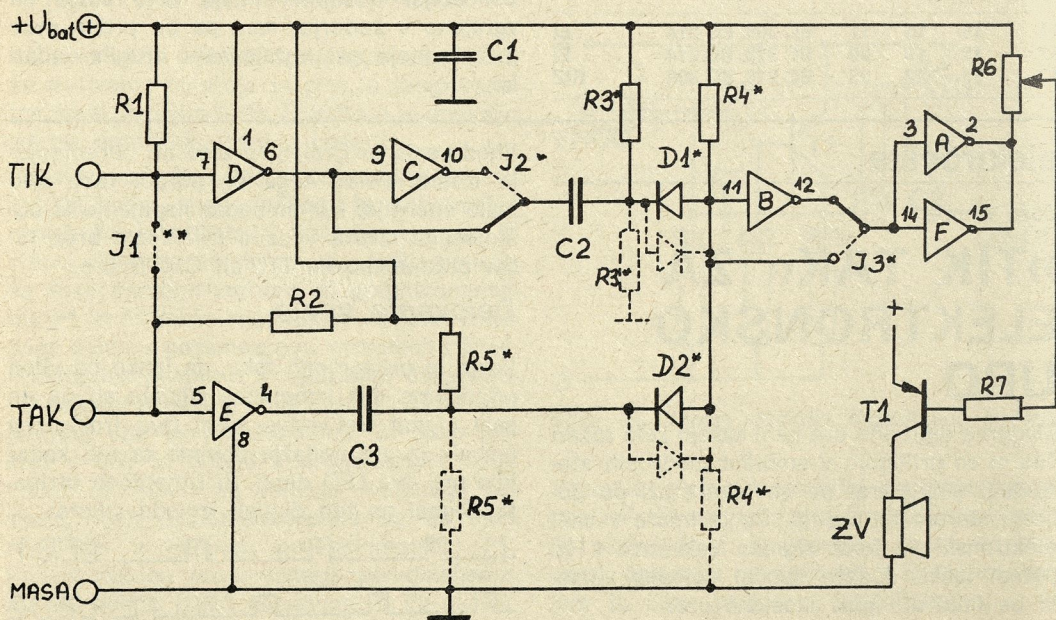 +Ubat
C1
R1
R3*
R4*
R6
1
3
A
2
D1*
TIK
7
D
6
9
C
10
J2*
11
B
12
14
F
15
J1
**
C2
R3*
J3*
R2
+
R5*
D2*
R7
TAK
5
E
4
T1
8
C3
R5*
R4*
ZV
MASA